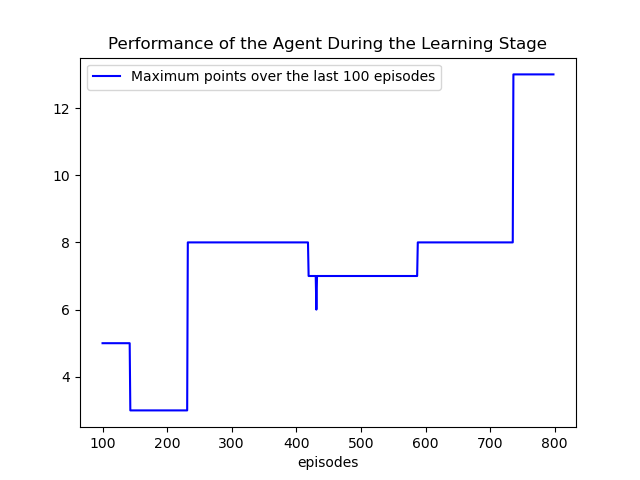 Performance of the Agent During the Learning Stage
Maximum points over the last 100 episodes
12
10
8
6
4
100 200 300 400 500 600 700 800
episodes